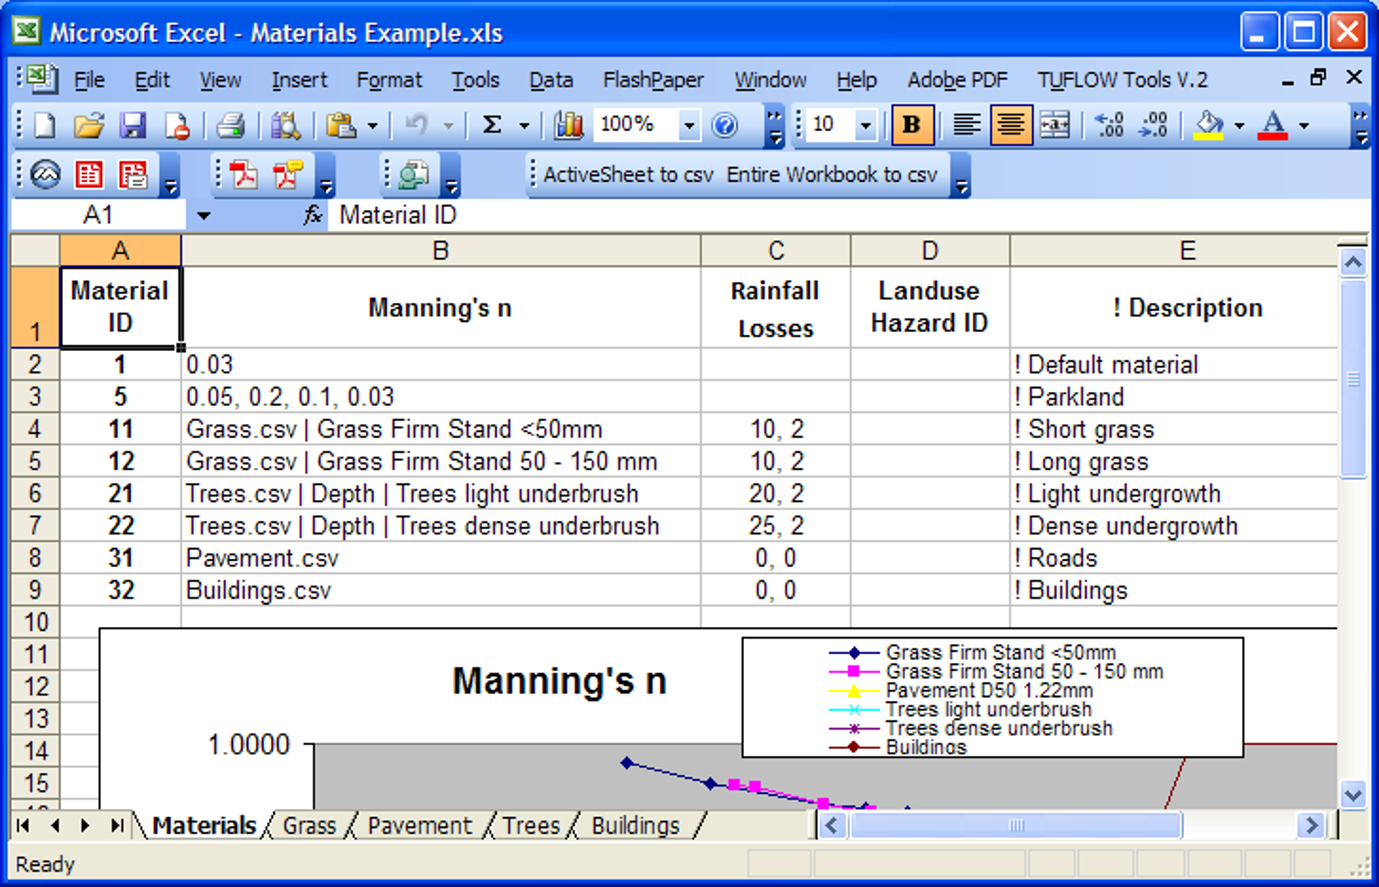 Microsoft Excel - Materials Example.xls
File Edit View Insert Format Tools Data FlashPaper Window Help Adobe PDF TUFLOW Tools V.2
Σ 100% ? 10 B
ActiveSheet to csv Entire Workbook to csv
A1 fx Material ID
A B C D E
1 Material ID Manning's n Rainfall Losses Landuse Hazard ID ! Description
2 1 0.03 ! Default material
3 5 0.05, 0.2, 0.1, 0.03 ! Parkland
4 11 Grass.csv | Grass Firm Stand <50mm 10, 2 ! Short grass
5 12 Grass.csv | Grass Firm Stand 50 - 150 mm 10, 2 ! Long grass
6 21 Trees.csv | Depth | Trees light underbrush 20, 2 ! Light undergrowth
7 22 Trees.csv | Depth | Trees dense underbrush 25, 2 ! Dense undergrowth
8 31 Pavement.csv 0, 0 ! Roads
9 32 Buildings.csv 0, 0 ! Buildings
10
11 Grass Firm Stand <50mm
Grass Firm Stand 50 - 150 mm
12 Manning's n Pavement D50 1.22mm
13 Trees light underbrush
Trees dense underbrush
14 1.0000 Buildings
15
Materials Grass Pavement Trees Buildings
Ready